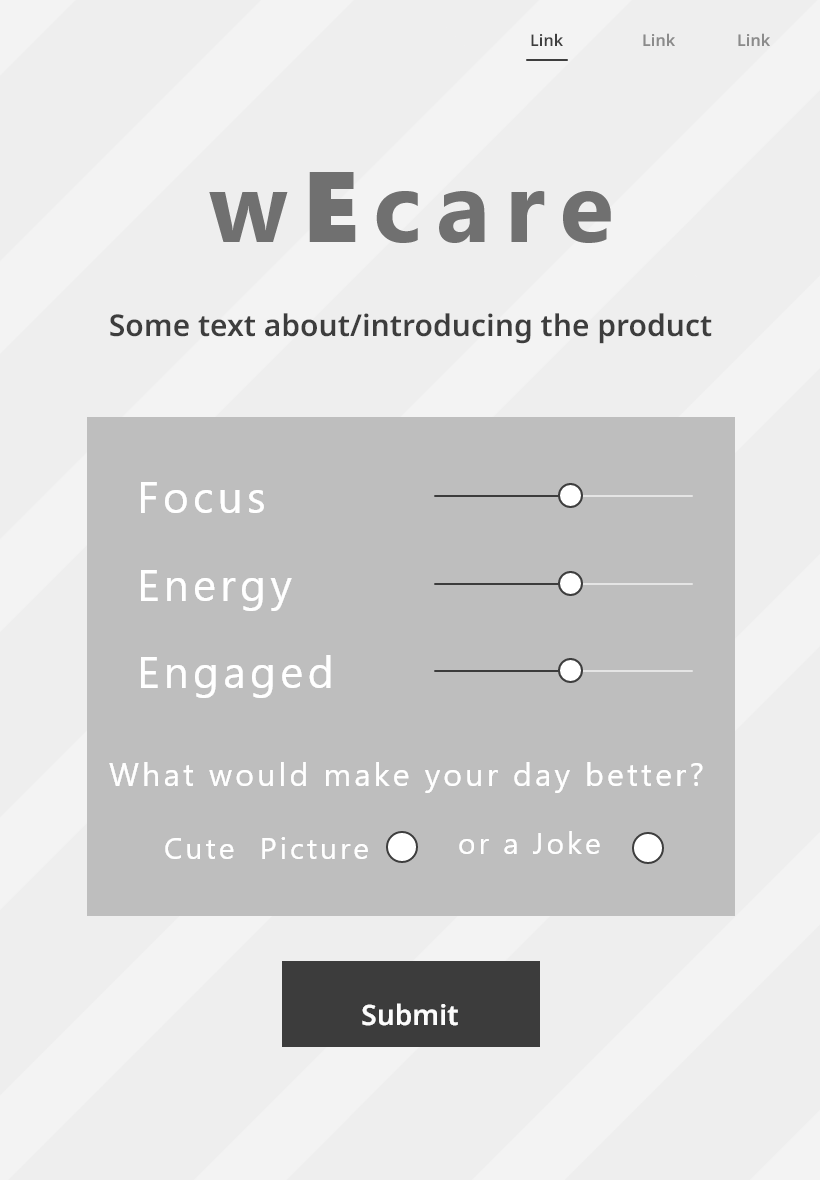 Link Link Link
wEcare
Some text about/introducing the product
Focus
Energy
Engaged
What would make your day better?
Cute Picture or a Joke
Submit